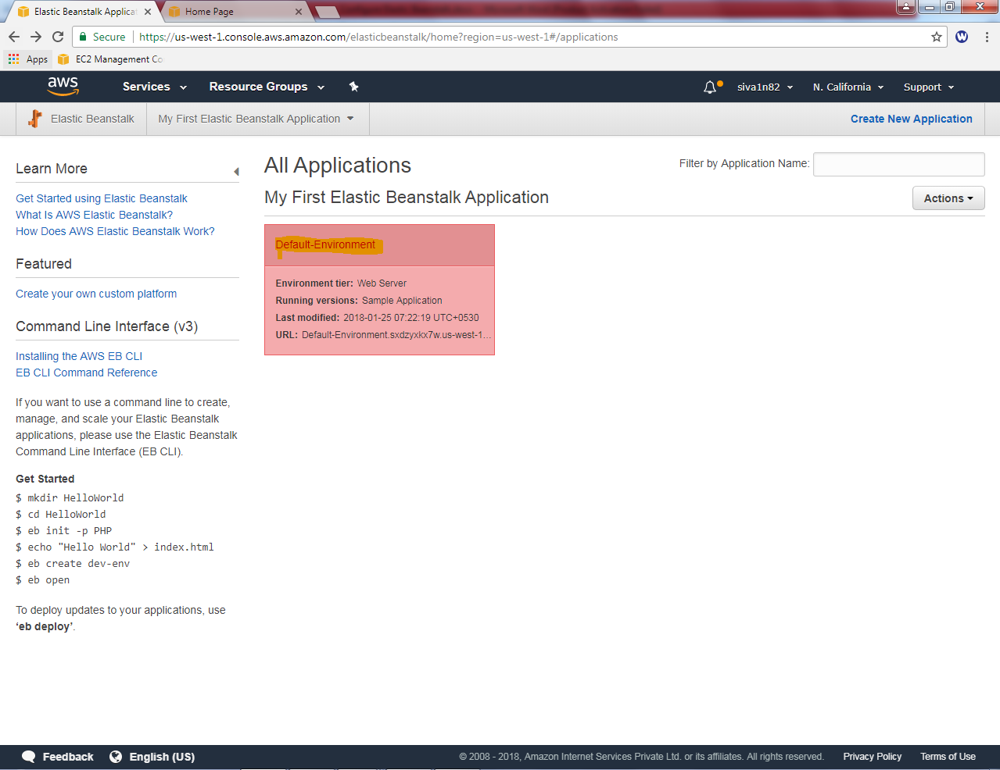 Elastic Beanstalk Applicat
Home Page
Secure
https://us-west-1.console.aws.amazon.com/elasticbeanstalk/home?region=us-west-1#/applications
Apps
EC2 Management Co
aws
Services
Resource Groups
siva1n82
N. California
Support
Elastic Beanstalk
My First Elastic Beanstalk Application
Create New Application
Learn More
Get Started using Elastic Beanstalk
What Is AWS Elastic Beanstalk?
How Does AWS Elastic Beanstalk Work?
Featured
Create your own custom platform
Command Line Interface (v3)
Installing the AWS EB CLI
EB CLI Command Reference
If you want to use a command line to create,
manage, and scale your Elastic Beanstalk
applications, please use the Elastic Beanstalk
Command Line Interface (EB CLI).
Get Started
$ mkdir HelloWorld
$ cd HelloWorld
$ eb init -p PHP
$ echo "Hello World" > index.html
$ eb create dev-env
$ eb open
To deploy updates to your applications, use
‘eb deploy’.
All Applications
Filter by Application Name:
My First Elastic Beanstalk Application
Actions
Default-Environment
Environment tier: Web Server
Running versions: Sample Application
Last modified: 2018-01-25 07:22:19 UTC+0530
URL: Default-Environment.sxdzyxkx7w.us-west-1...
Feedback
English (US)
© 2008 - 2018, Amazon Internet Services Private Ltd. or its affiliates. All rights reserved.
Privacy Policy
Terms of Use